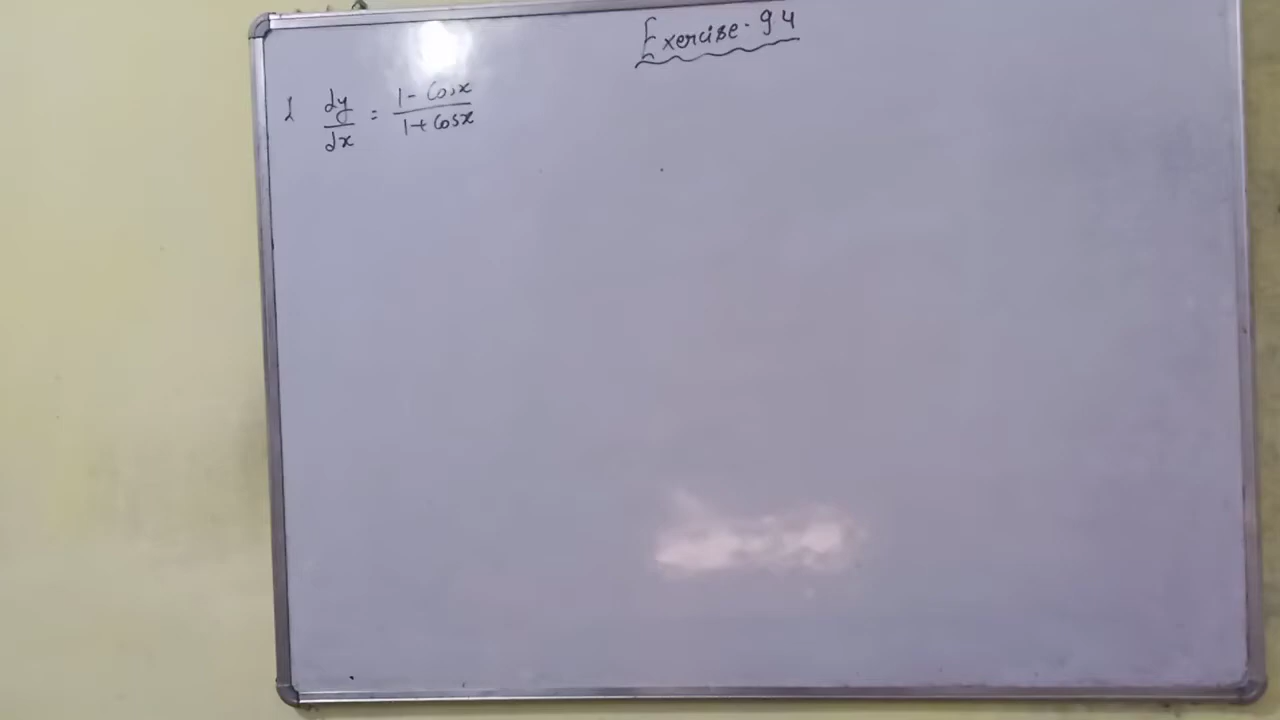 Exercise - 9 4
1 dy/dx = 1 - Cosx / 1 + Cosx